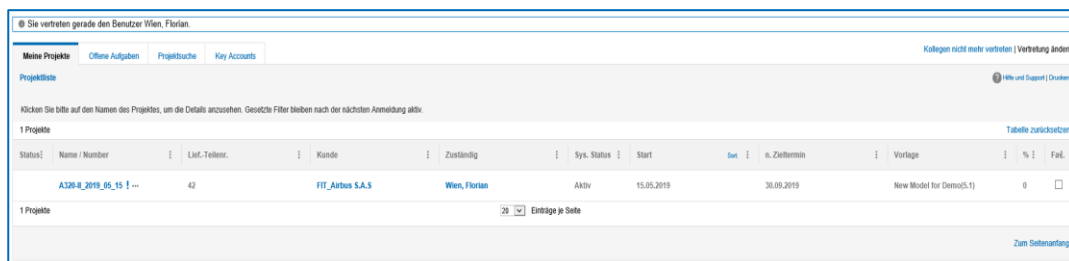 Sie vertreten gerade den Benutzer Wien, Florian.
Kollegen nicht mehr vertreten | Vertretung änder
Meine Projekte Offene Aufgaben Projektsuche Key Accounts
Projektliste
Hilfe und Support | Drucken
Klicken Sie bitte auf den Namen des Projektes, um die Details anzusehen. Gesetzte Filter bleiben nach der nächsten Anmeldung aktiv.
1 Projekte Tabelle zurücksetzen
Status Name / Number Lief.-Teilenr. Kunde Zuständig Sys. Status Start Sort n. Zieltermin Vorlage % Fav.
A320-II_2019_05_15 ! ... 42 FIT_Airbus S.A.S Wien, Florian Aktiv 15.05.2019 30.09.2019 New Model for Demo(5.1) 0
1 Projekte 20 Einträge je Seite
Zum Seitenanfang